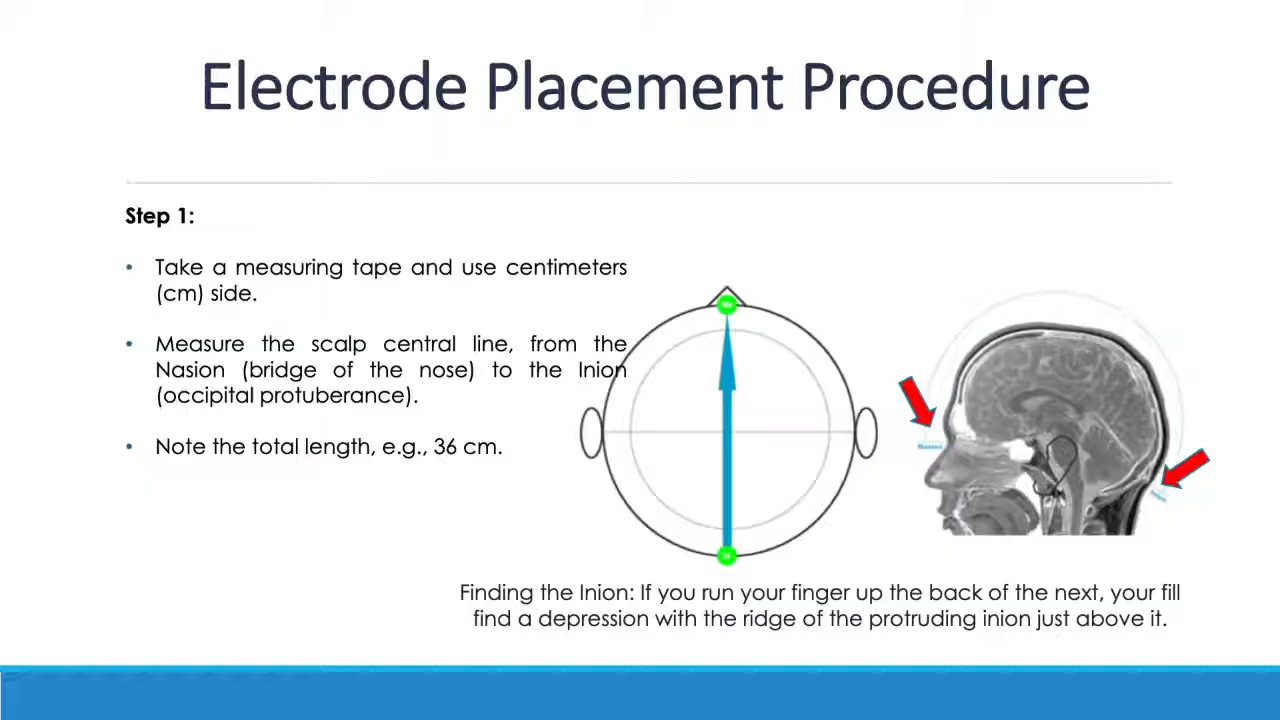 Electrode Placement Procedure
Step 1:
• Take a measuring tape and use centimeters
(cm) side.
• Measure the scalp central line, from the
Nasion (bridge of the nose) to the Inion
(occipital protuberance).
• Note the total length, e.g., 36 cm.
Finding the Inion: If you run your finger up the back of the next, your fill
find a depression with the ridge of the protruding inion just above it.